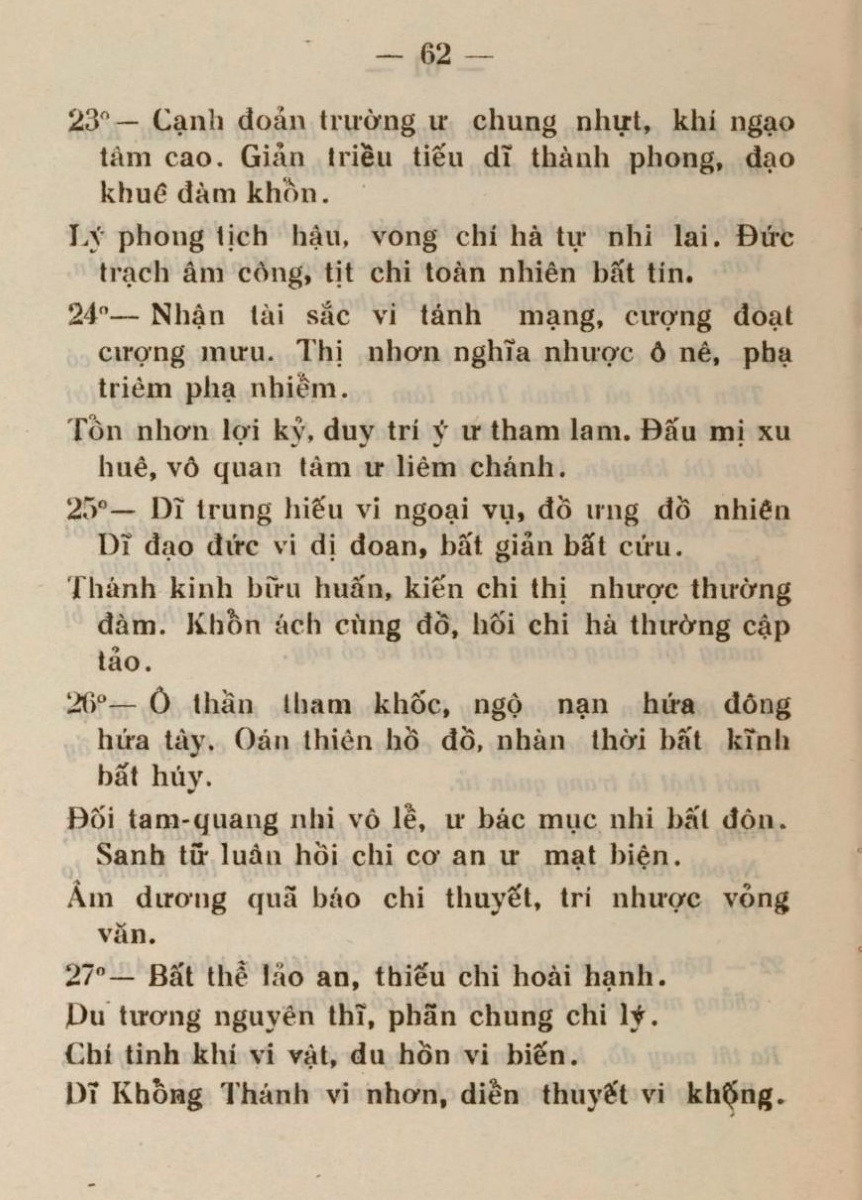 — 62 —
23º— Cạnh đoản trường ư chung nhựt, khí ngạo
tâm cao. Giản triều tiếu dĩ thành phong, đạo
khuê đàm khổn.
Lý phong tịch hậu, vong chí hà tự nhi lai. Đức
trạch âm công, tịt chi toàn nhiên bất tín.
24º— Nhận tài sắc vi tánh mạng, cượng đoạt
cượng mưu. Thị nhơn nghĩa nhược ô nê, phạ
triêm phạ nhiễm.
Tổn nhơn lợi kỷ, duy trí ý ư tham lam. Đấu mị xu
huê, vô quan tâm ư liêm chánh.
25º— Dĩ trung hiếu vi ngoại vụ, đồ ưng đồ nhiên
Dĩ đạo đức vi dị đoan, bất giản bất cứu.
Thánh kinh bữu huấn, kiến chi thị nhược thường
đàm. Khổn ách cùng đồ, hối chi hà thường cập
tảo.
26º— Ô thần tham khốc, ngộ nạn hứa đông
hứa tây. Oán thiên hồ đồ, nhàn thời bất kĩnh
bất húy.
Đối tam-quang nhi vô lễ, ư bác mục nhi bất đôn.
Sanh tữ luân hồi chi cơ an ư mạt biện.
Âm dương quã báo chi thuyết, trí nhược vỏng
văn.
27º— Bất thể lảo an, thiếu chi hoài hạnh.
Du tương nguyên thĩ, phãn chung chi lý.
Chí tinh khí vi vật, du hồn vi biến.
Dĩ Khổng Thánh vi nhơn, diển thuyết vi khống.